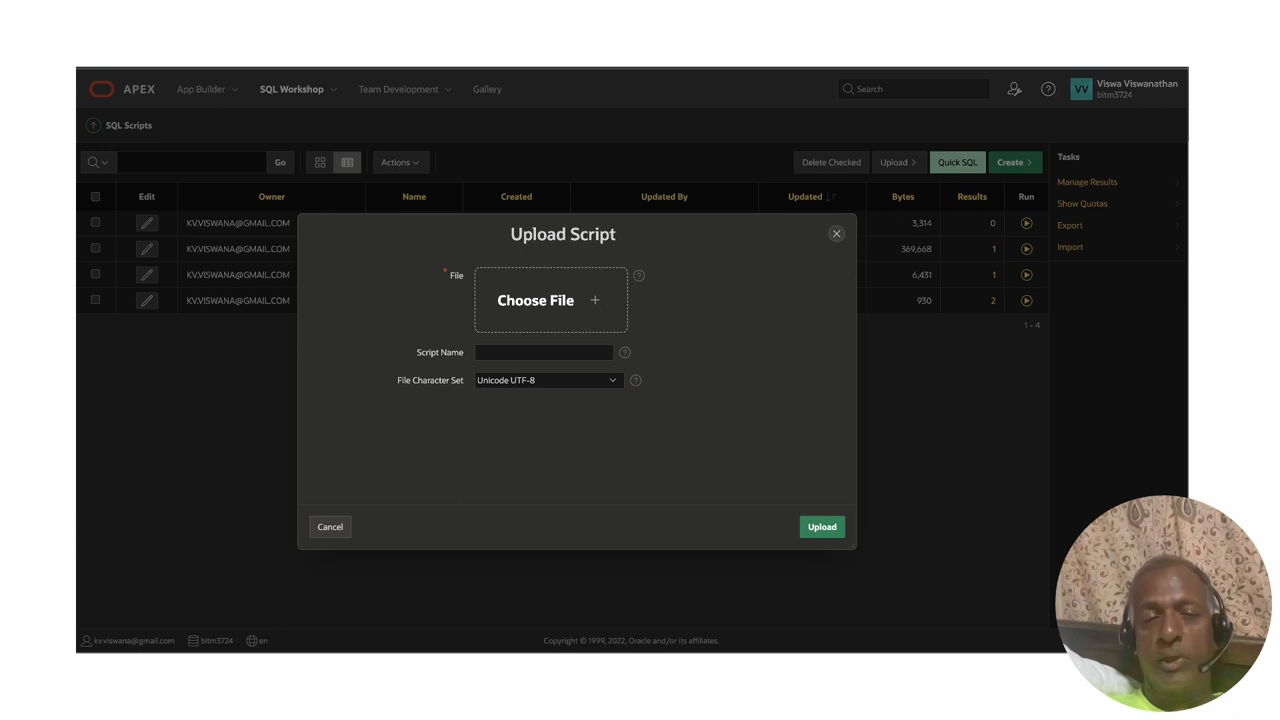 APEX App Builder SQL Workshop Team Development Gallery Search VV Viswa Viswanathan
bitm3724
SQL Scripts
Go Actions Delete Checked Upload Quick SQL Create
Tasks
Manage Results
Show Quotas
Export
Import
Edit Owner Name Created Updated By Updated Bytes Results Run
KV.VISWANA@GMAIL.COM 3,314 0
KV.VISWANA@GMAIL.COM 369,668 1
KV.VISWANA@GMAIL.COM 6,431 1
KV.VISWANA@GMAIL.COM 930 2
1 - 4
Upload Script
* File
Choose File +
Script Name
File Character Set Unicode UTF-8
Cancel Upload
kv.viswana@gmail.com bitm3724 en Copyright © 1999, 2022, Oracle and/or its affiliates.